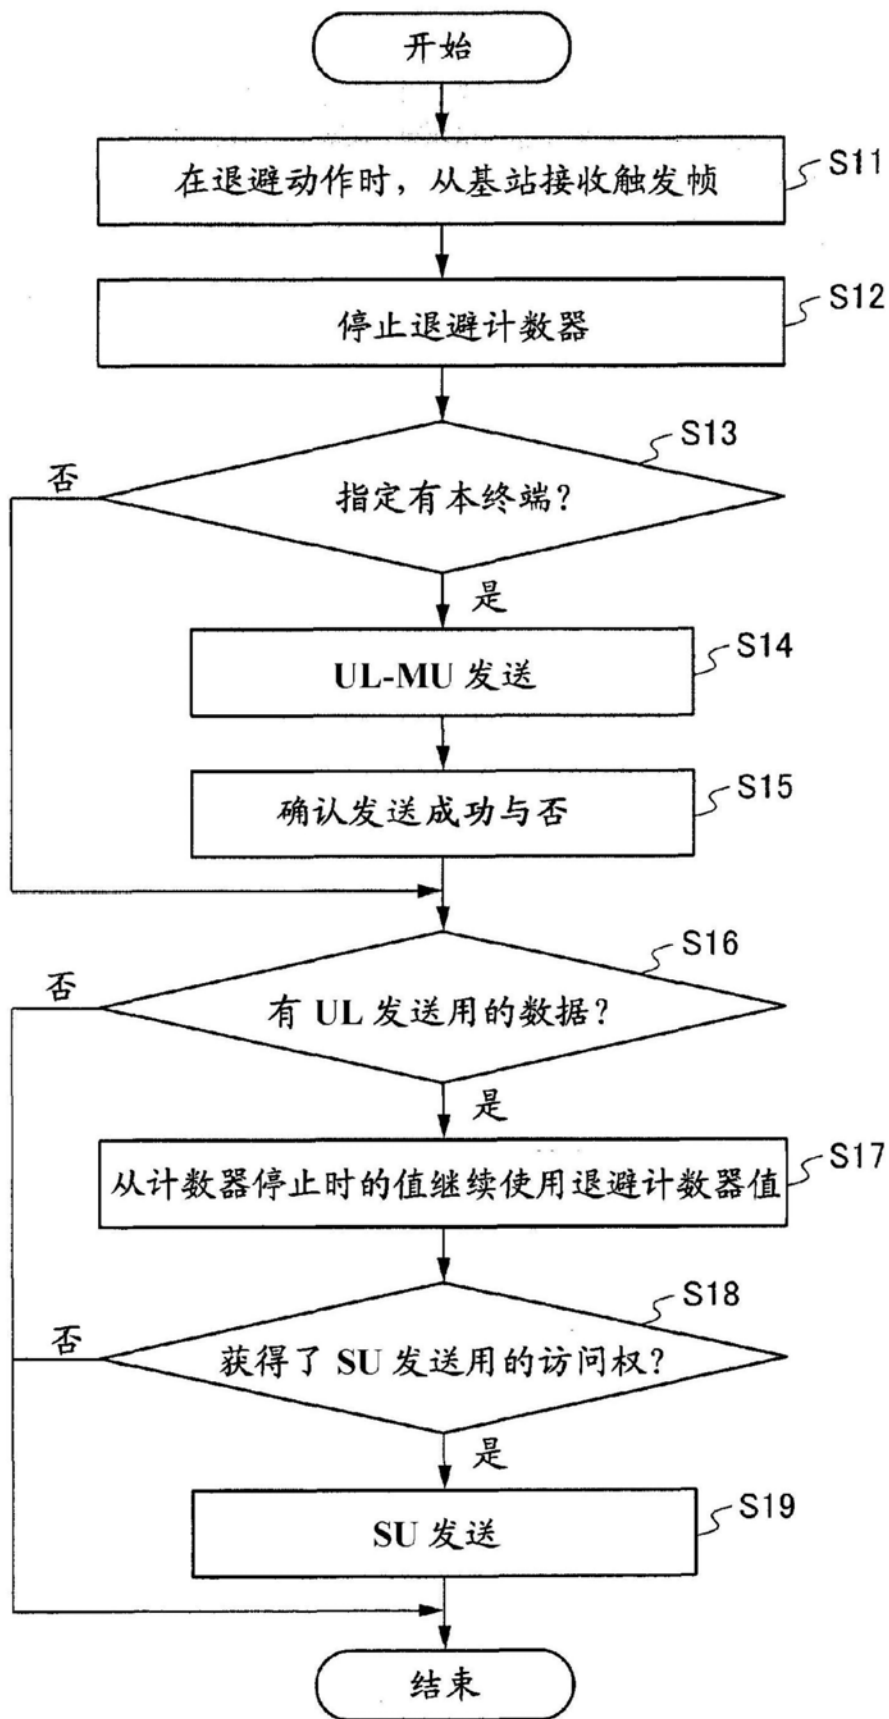 开始
在退避动作时，从基站接收触发帧
S11
停止退避计数器
S12
指定有本终端？
S13
否
是
UL-MU 发送
S14
确认发送成功与否
S15
有 UL 发送用的数据？
S16
否
是
从计数器停止时的值继续使用退避计数器值
S17
获得了 SU 发送用的访问权？
S18
否
是
SU 发送
S19
结束